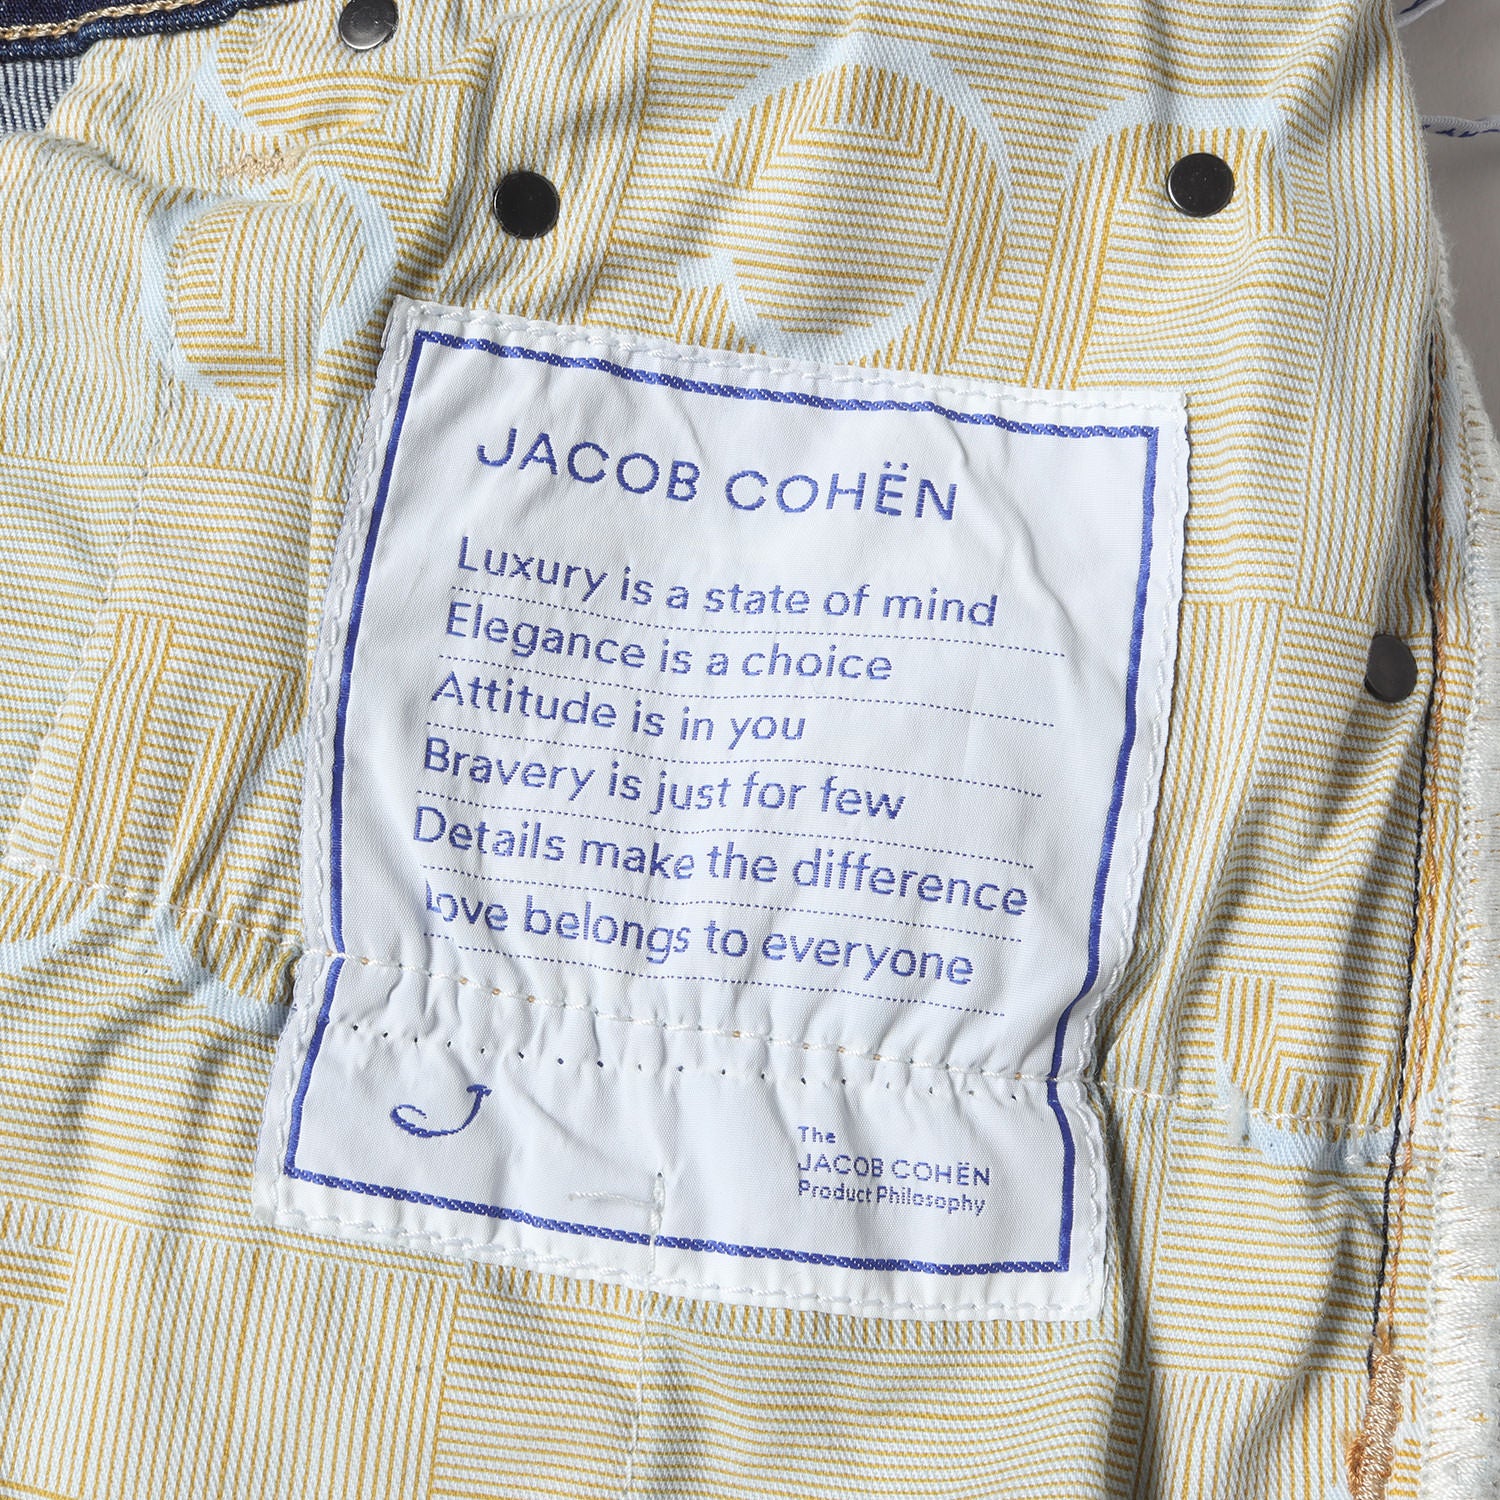 JACOB COHËN
Luxury is a state of mind
Elegance is a choice
Attitude is in you
Bravery is just for few
Details make the difference
Love belongs to everyone
J
The
JACOB COHËN
Product Philosophy